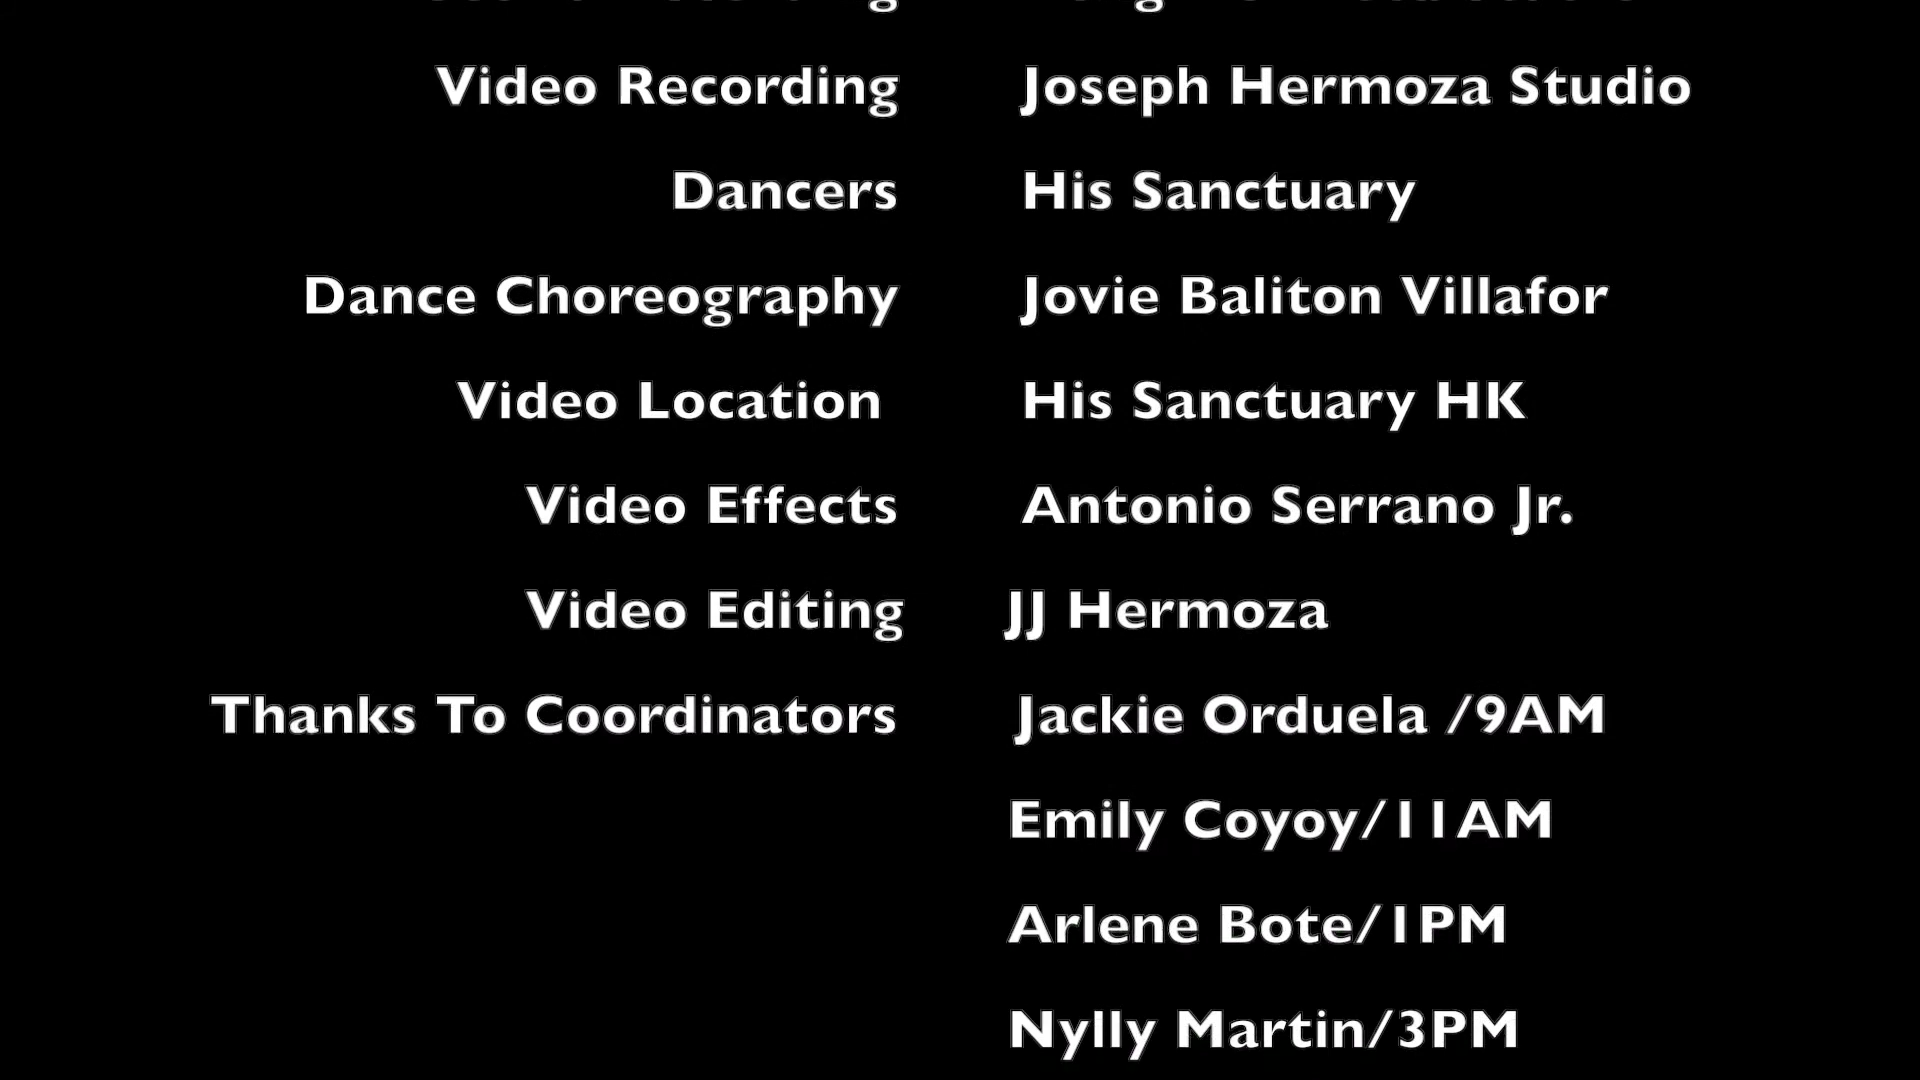 Video Recording Joseph Hermoza Studio
Dancers His Sanctuary
Dance Choreography Jovie Baliton Villafor
Video Location His Sanctuary HK
Video Effects Antonio Serrano Jr.
Video Editing JJ Hermoza
Thanks To Coordinators Jackie Orduela /9AM
Emily Coyoy/11AM
Arlene Bote/1PM
Nylly Martin/3PM